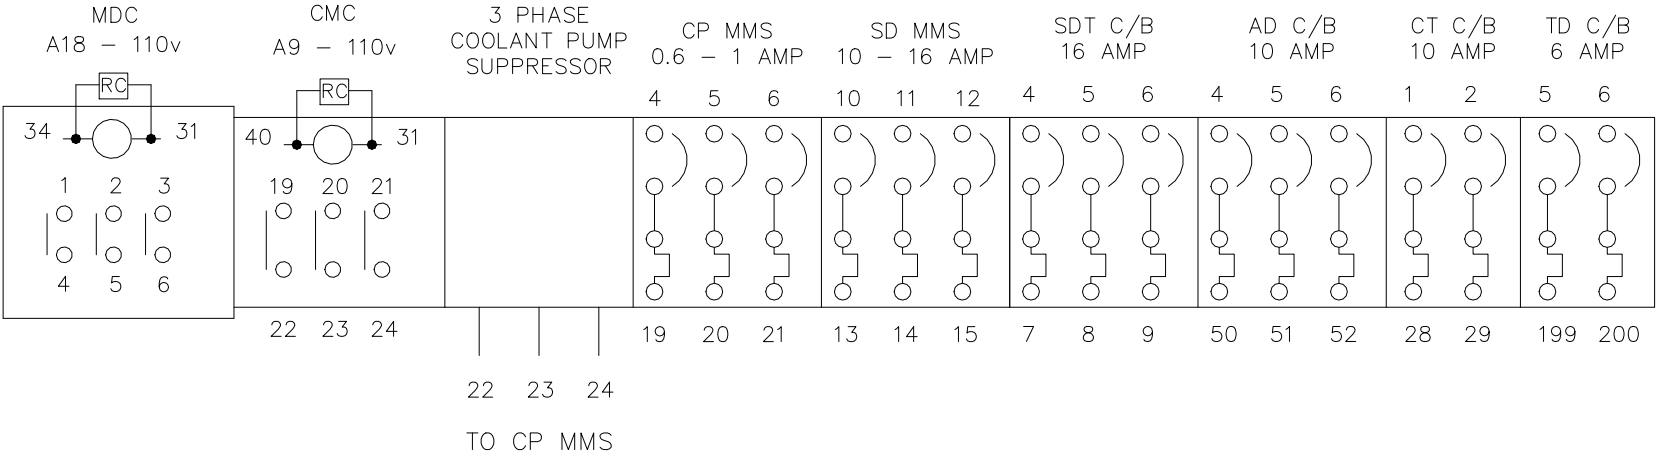 MDC
A18 - 110v
RC
34 31
1 2 3
4 5 6
CMC
A9 - 110v
RC
40 31
19 20 21
22 23 24
3 PHASE
COOLANT PUMP
SUPPRESSOR
22 23 24
TO CP MMS
CP MMS
0.6 - 1 AMP
4 5 6
19 20 21
SD MMS
10 - 16 AMP
10 11 12
13 14 15
SDT C/B
16 AMP
4 5 6
7 8 9
AD C/B
10 AMP
4 5 6
50 51 52
CT C/B
10 AMP
1 2
28 29
TD C/B
6 AMP
5 6
199 200